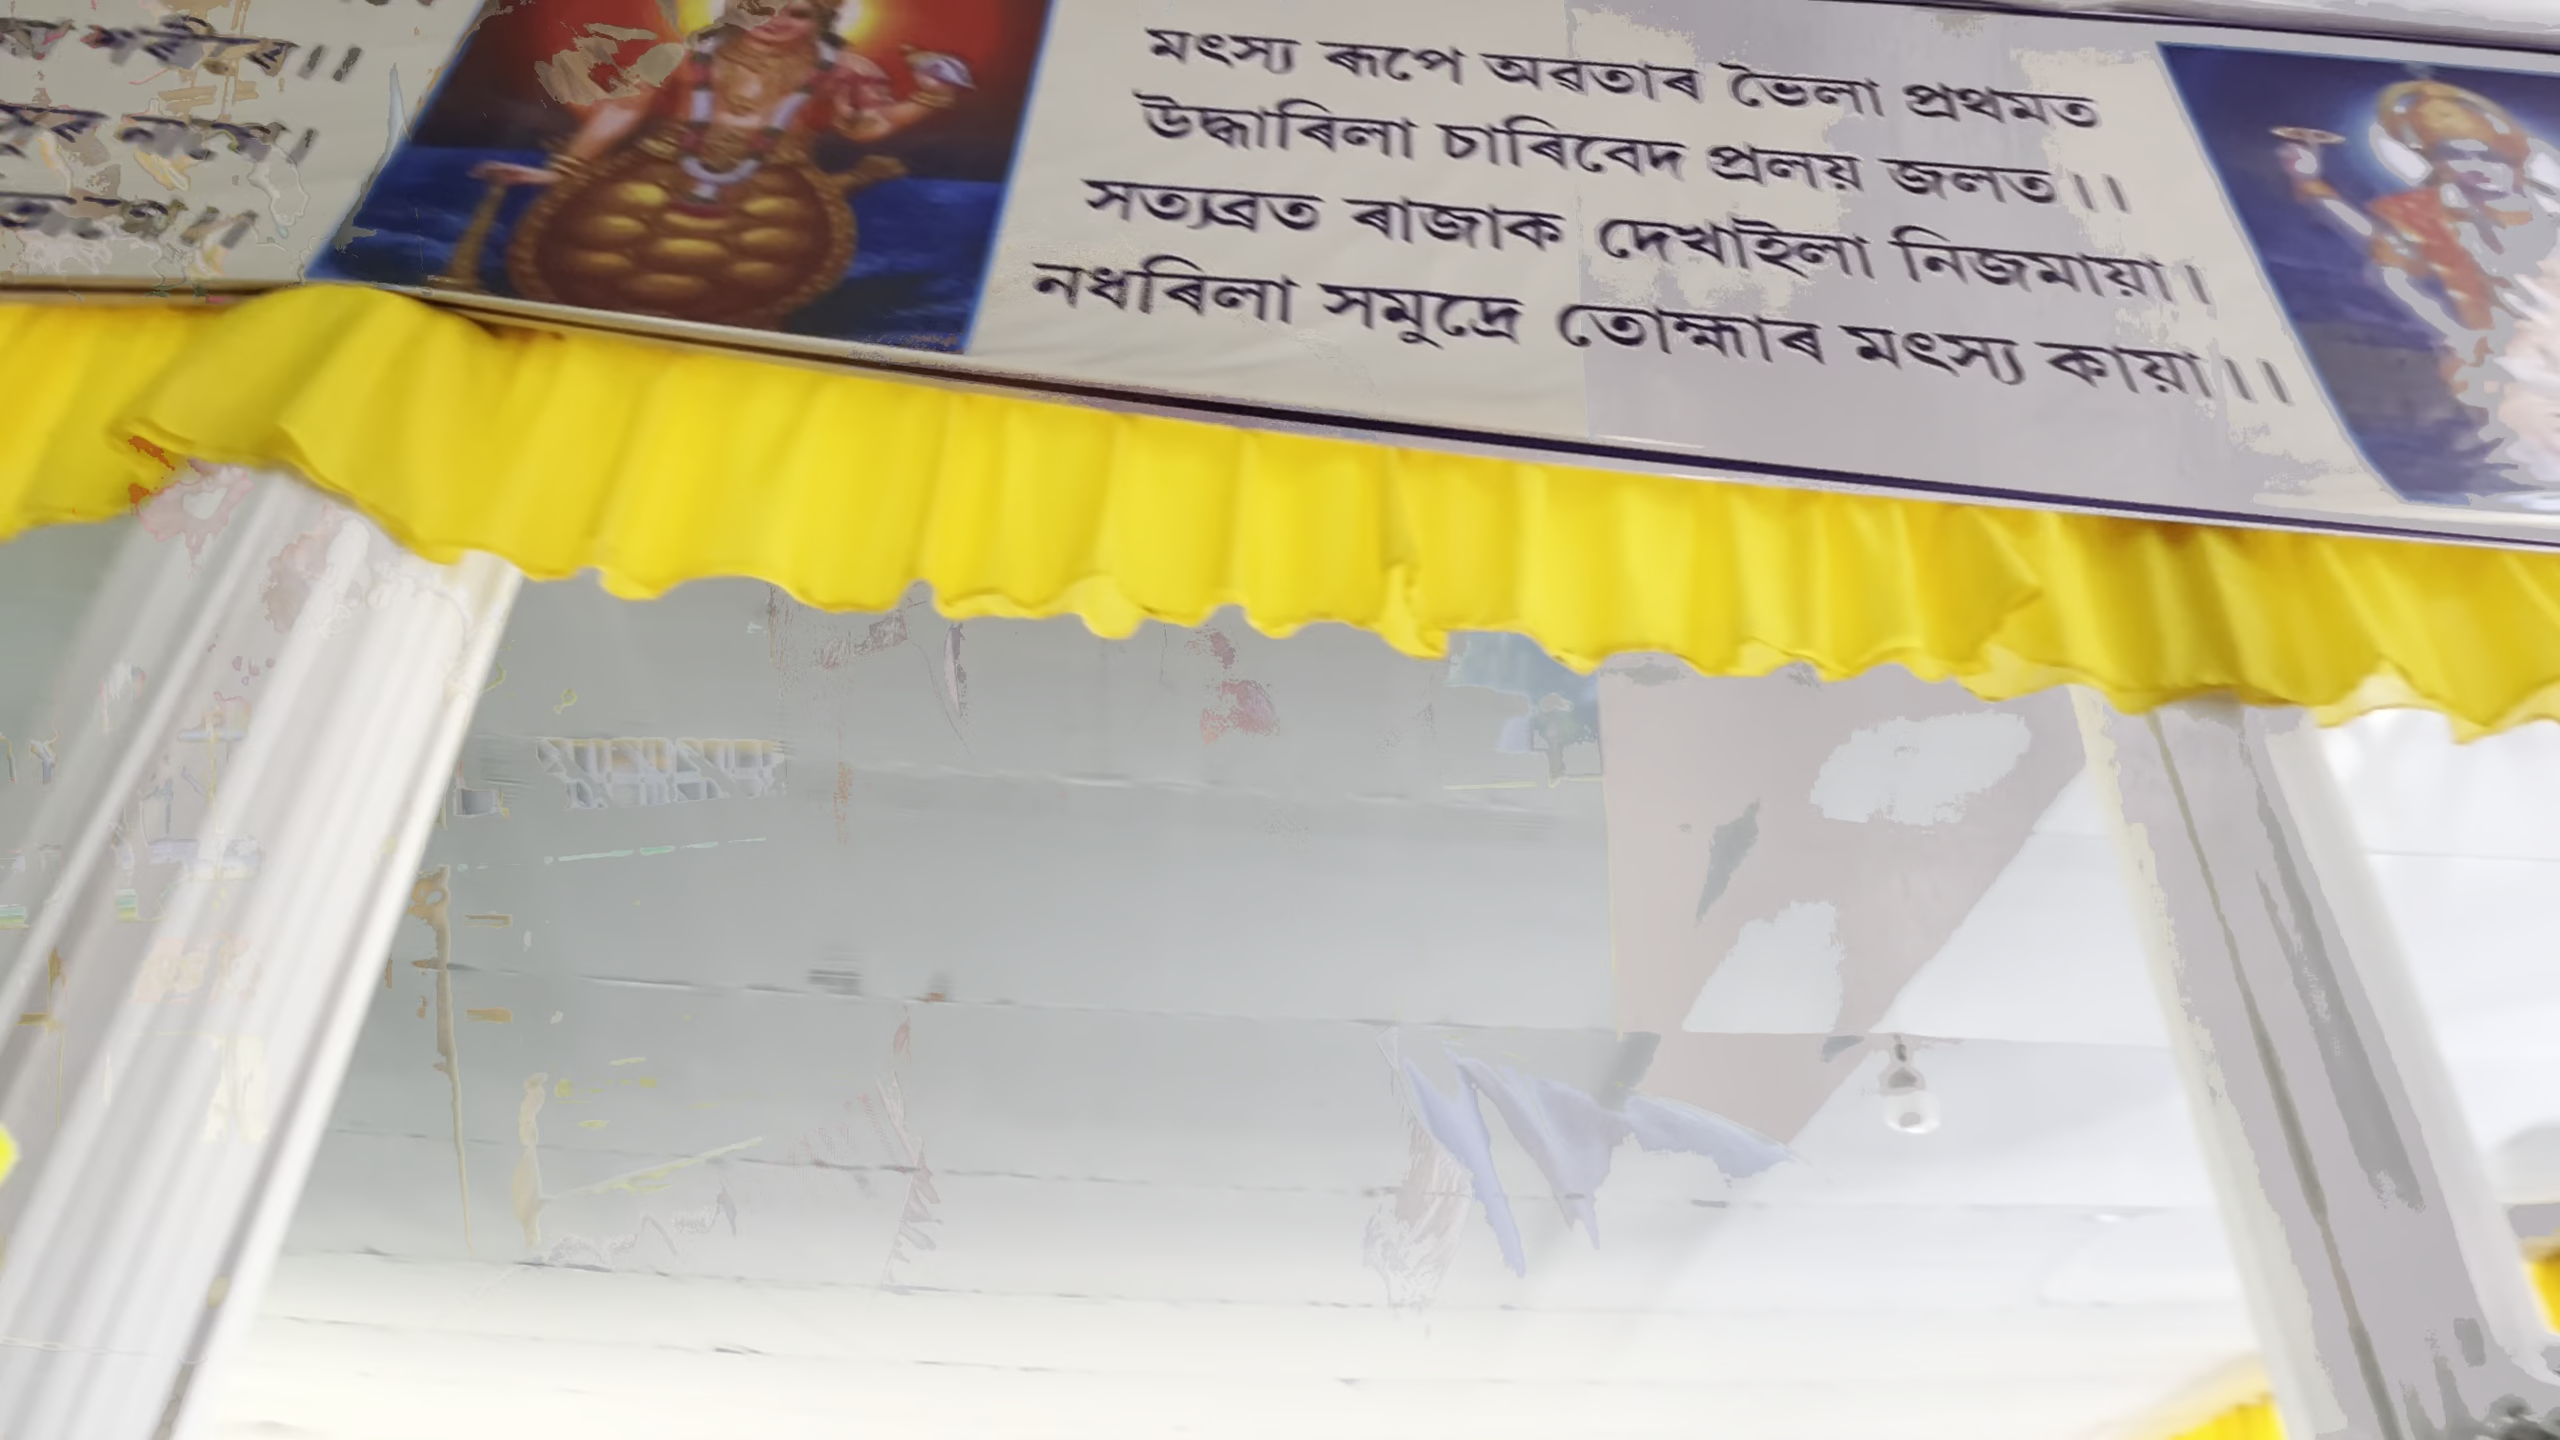 মৎস্য ৰূপে অৱতাৰ ভৈলা প্ৰথমত
উদ্ধাৰিলা চাৰিবেদ প্ৰলয় জলত।।
সত্যব্ৰত ৰাজাক দেখাইলা নিজমায়া।
নধৰিলা সমুদ্ৰে তোহ্মাৰ মৎস্য কায়া।।